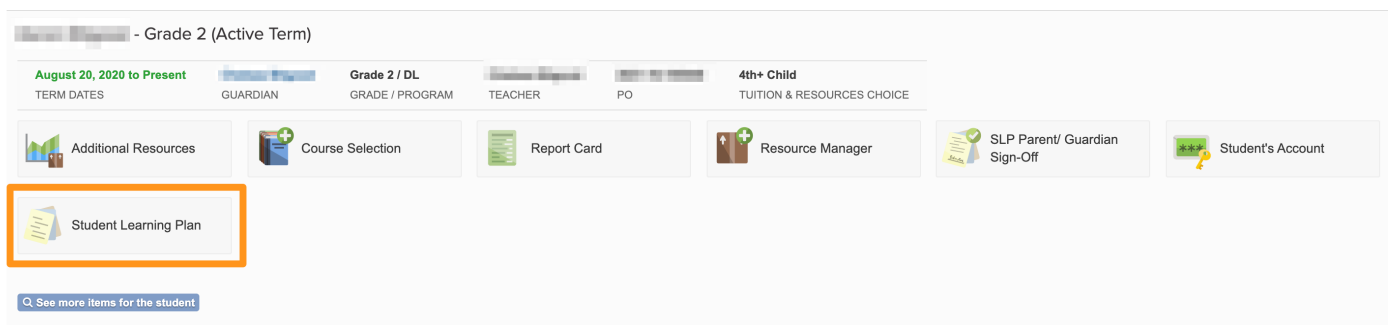 - Grade 2 (Active Term)
August 20, 2020 to Present
Grade 2 / DL
4th+ Child
TERM DATES
GUARDIAN
GRADE / PROGRAM
TEACHER
PO
TUITION & RESOURCES CHOICE
Additional Resources
Course Selection
Report Card
Resource Manager
SLP Parent/ Guardian
Sign-Off
Student's Account
Student Learning Plan
See more items for the student